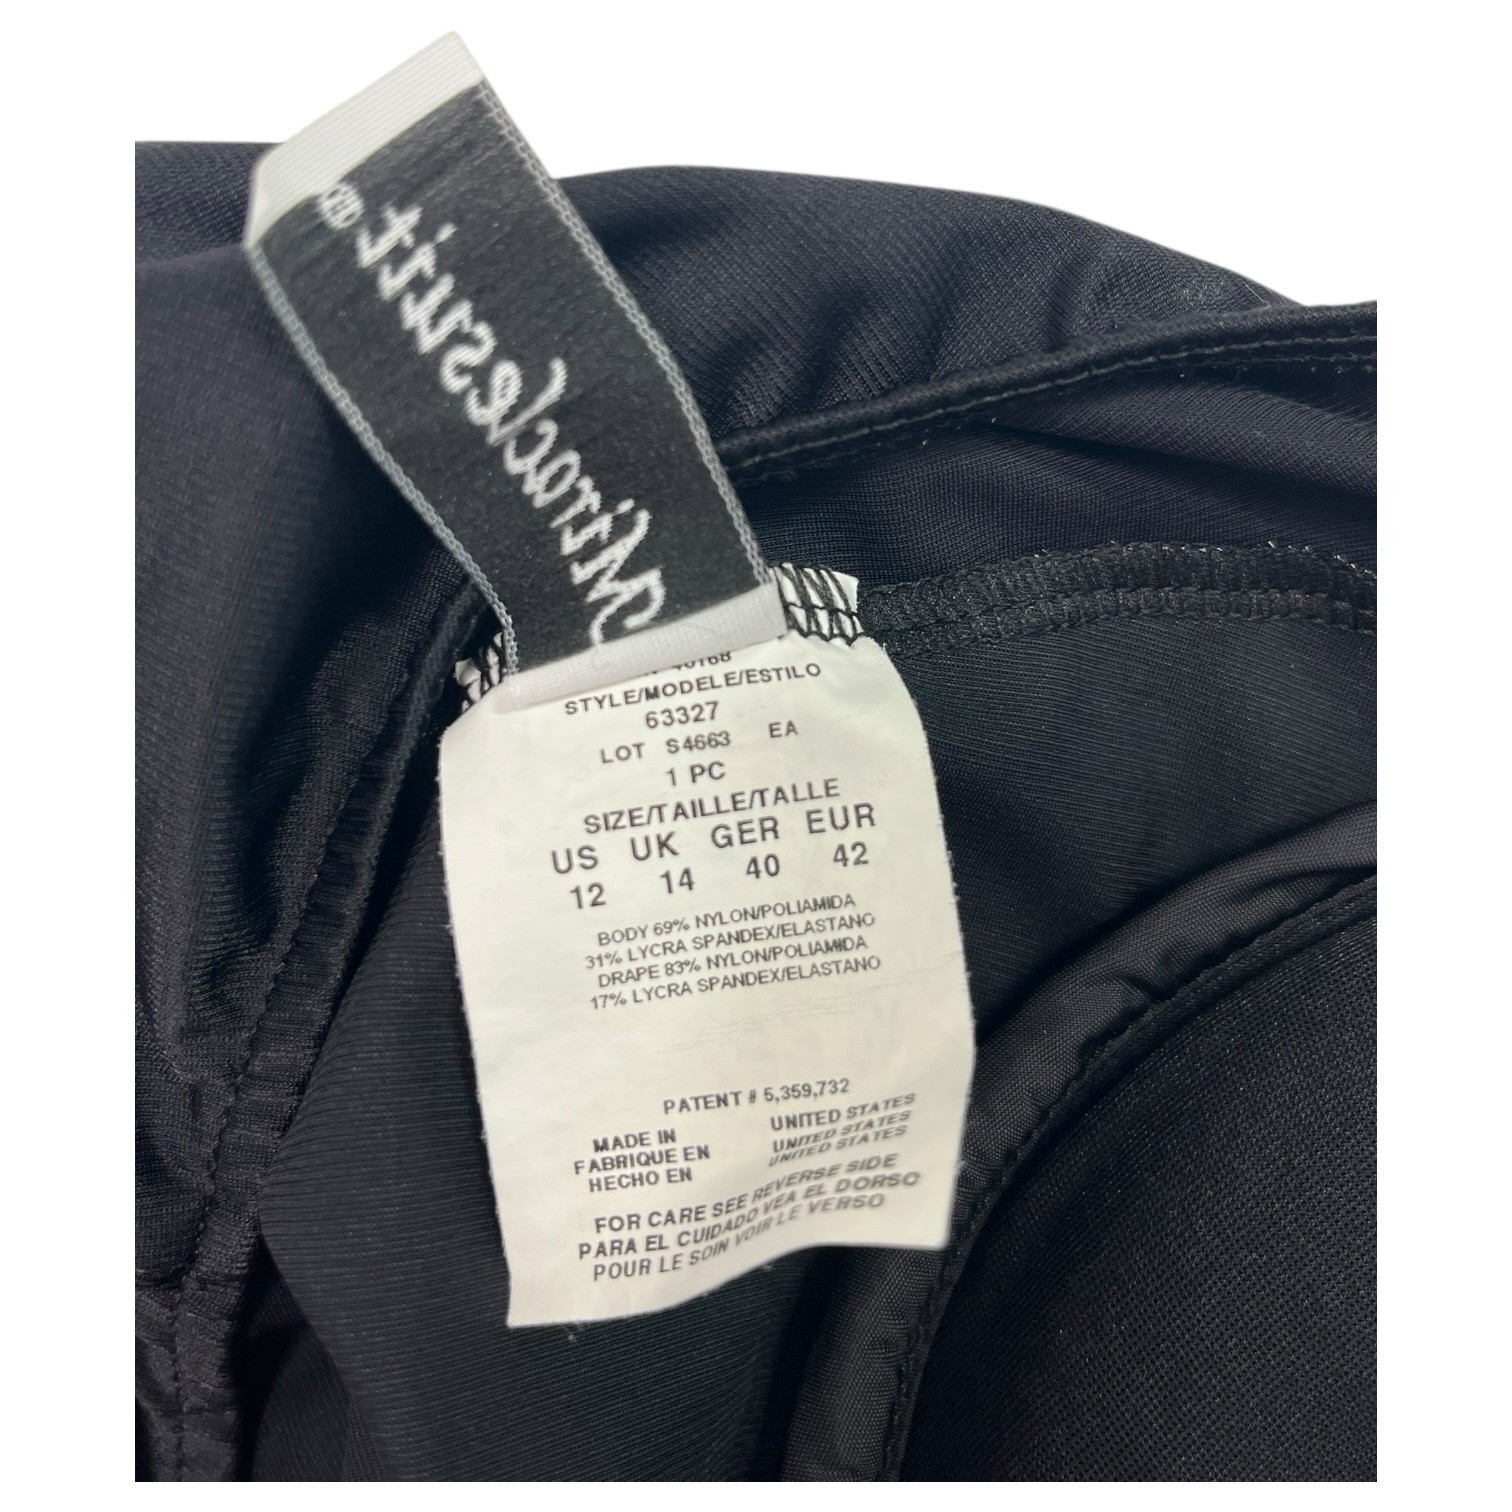 Miraclesuit
40168
STYLE/MODELE/ESTILO
63327
LOT S4663 EA
1 PC
SIZE/TAILLE/TALLE
US UK GER EUR
12 14 40 42
BODY 69% NYLON/POLIAMIDA
31% LYCRA SPANDEX/ELASTANO
DRAPE 83% NYLON/POLIAMIDA
17% LYCRA SPANDEX/ELASTANO
PATENT # 5,359,732
MADE IN UNITED STATES
FABRIQUE EN UNITED STATES
HECHO EN UNITED STATES
FOR CARE SEE REVERSE SIDE
PARA EL CUIDADO VEA EL DORSO
POUR LE SOIN VOIR LE VERSO